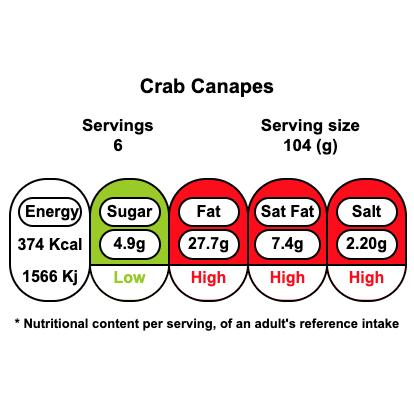 Crab Canapes
Servings
6
Serving size
104 (g)
Energy
374 Kcal
1566 Kj
Sugar
4.9g
Low
Fat
27.7g
High
Sat Fat
7.4g
High
Salt
2.20g
High
* Nutritional content per serving, of an adult's reference intake